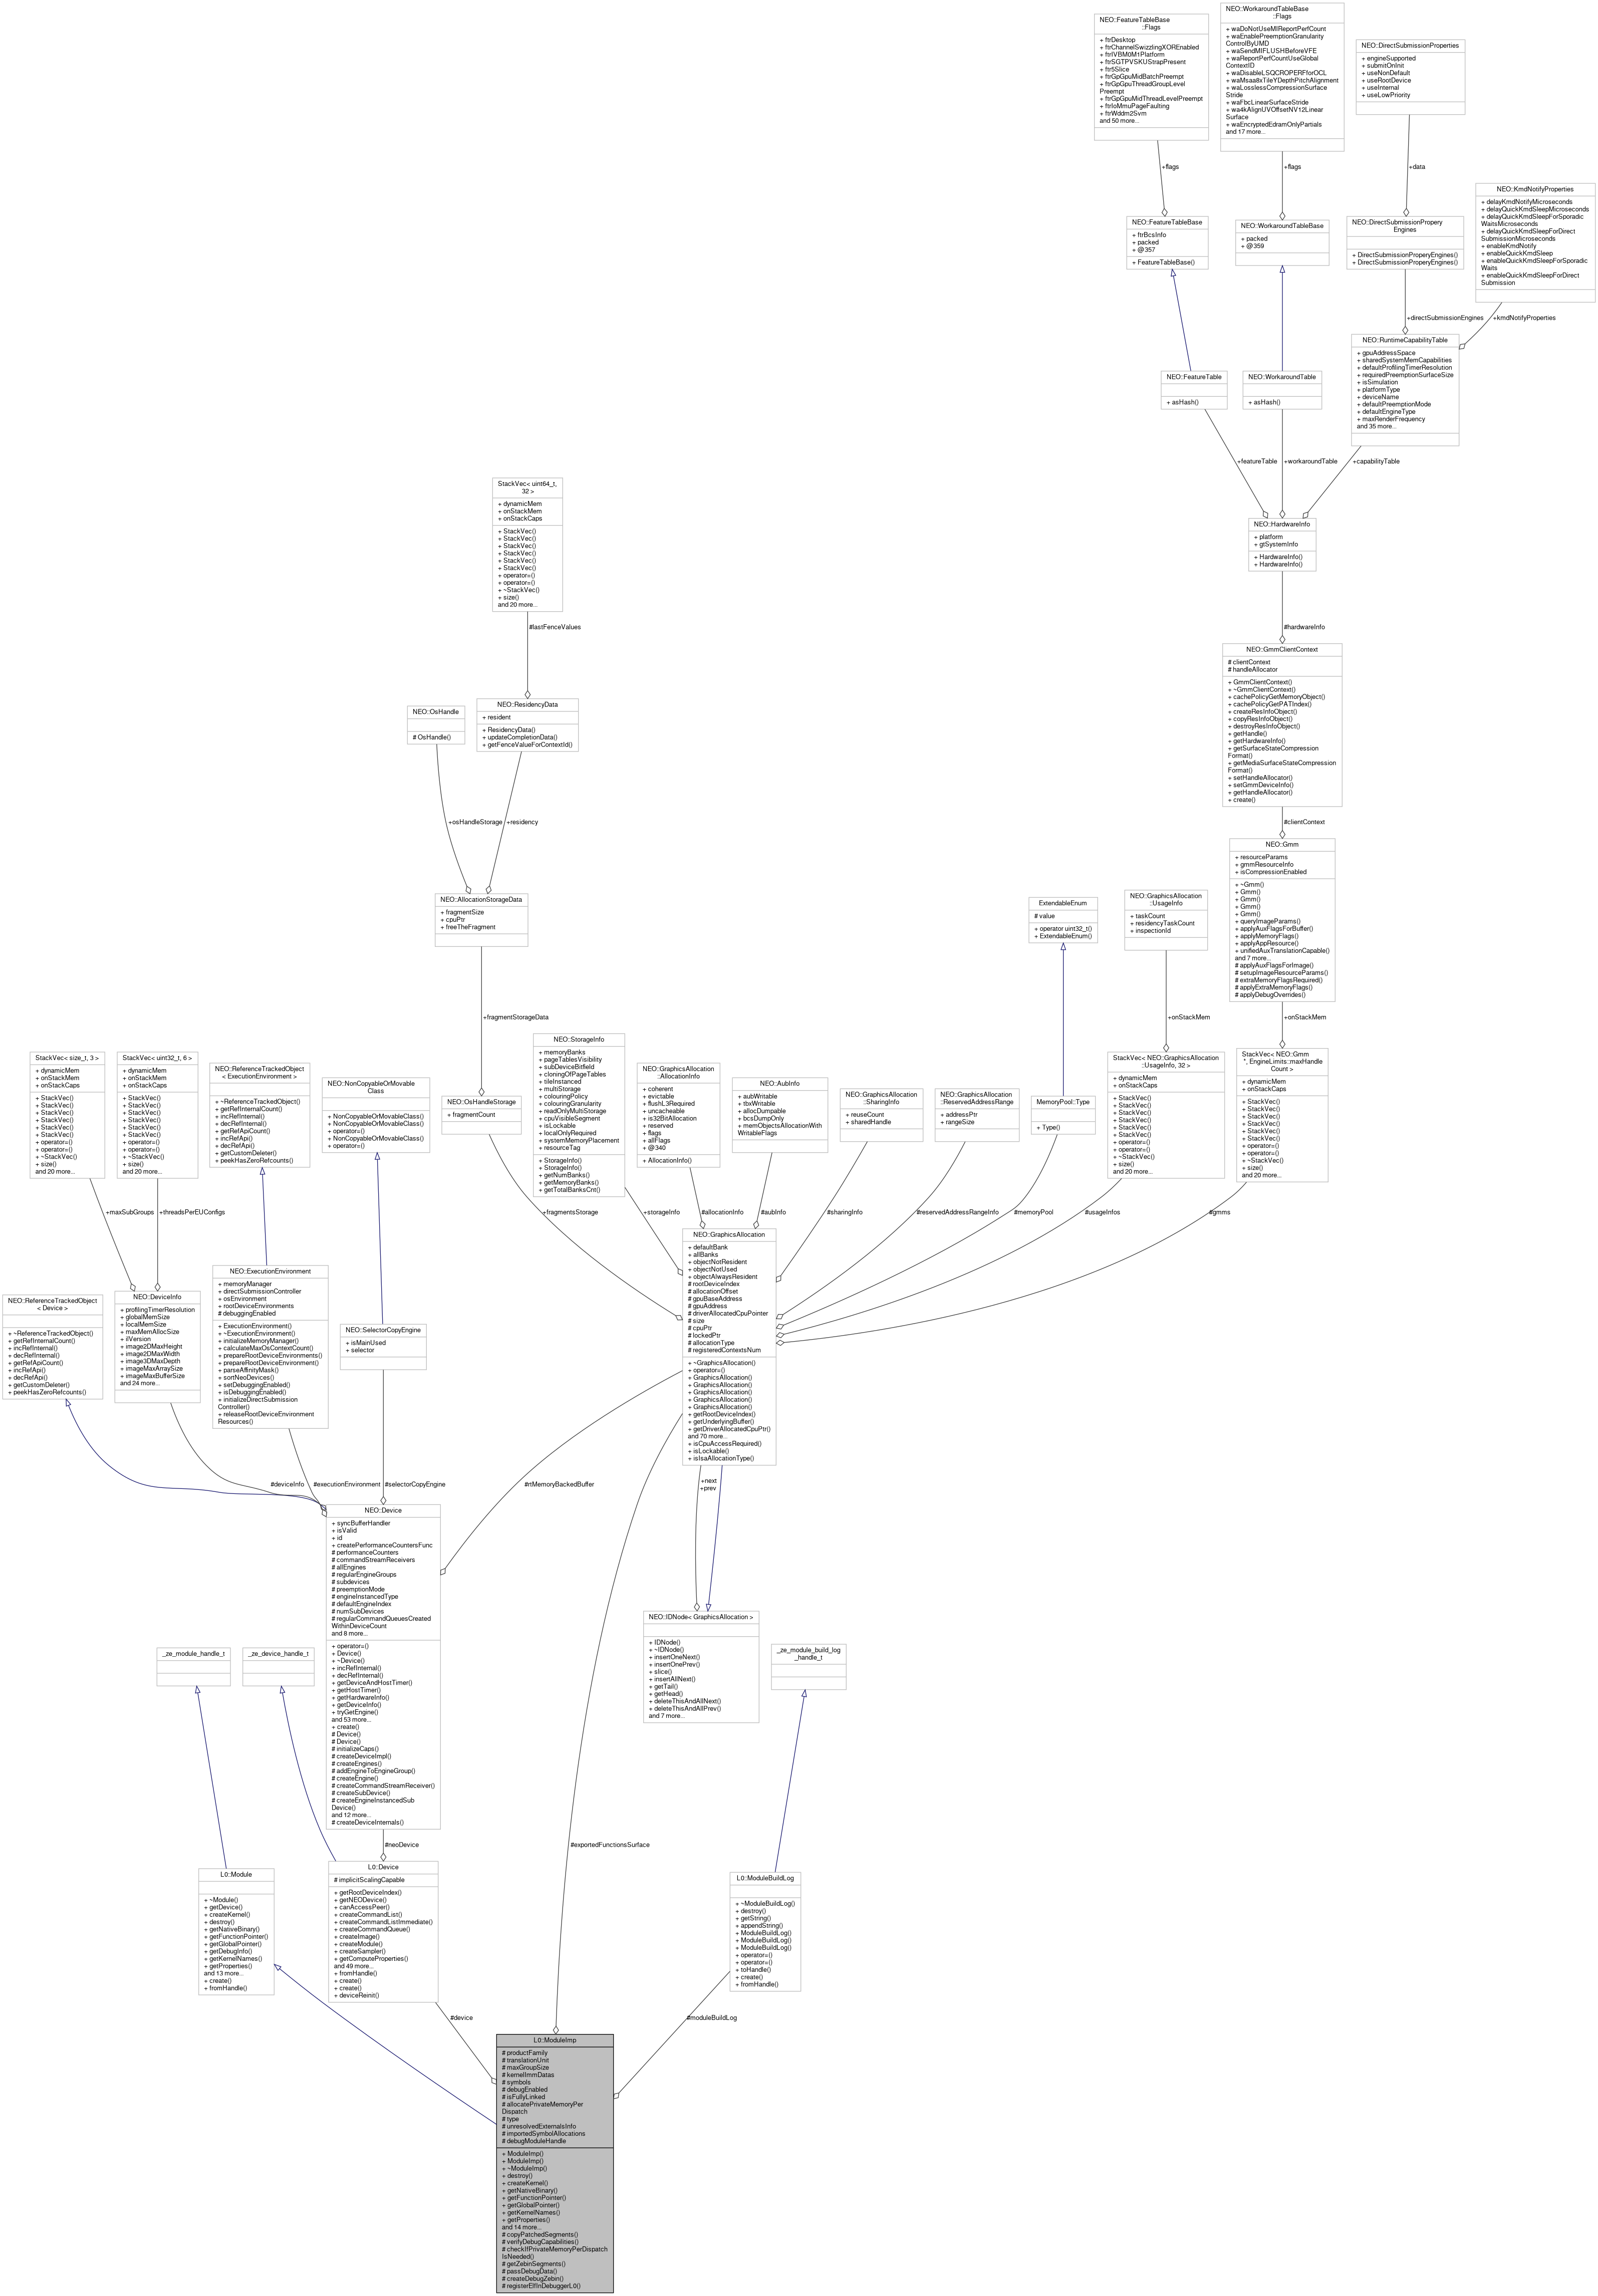 NEO::FeatureTableBase
::Flags
+ ftrDesktop
+ ftrChannelSwizzlingXOREnabled
+ ftrIVBM0M1Platform
+ ftrSGTPVSKUStrapPresent
+ ftr5Slice
+ ftrGpGpuMidBatchPreempt
+ ftrGpGpuThreadGroupLevel
Preempt
+ ftrGpGpuMidThreadLevelPreempt
+ ftrIoMmuPageFaulting
+ ftrWddm2Svm
and 50 more...
NEO::WorkaroundTableBase
::Flags
+ waDoNotUseMIReportPerfCount
+ waEnablePreemptionGranularity
ControlByUMD
+ waSendMIFLUSHBeforeVFE
+ waReportPerfCountUseGlobal
ContextID
+ waDisableLSQCROPERFforOCL
+ waMsaa8xTileYDepthPitchAlignment
+ waLosslessCompressionSurface
Stride
+ waFbcLinearSurfaceStride
+ wa4kAlignUVOffsetNV12Linear
Surface
+ waEncryptedEdramOnlyPartials
and 17 more...
NEO::DirectSubmissionProperties
+ engineSupported
+ submitOnInit
+ useNonDefault
+ useRootDevice
+ useInternal
+ useLowPriority
+flags
+flags
+data
NEO::KmdNotifyProperties
+ delayKmdNotifyMicroseconds
+ delayQuickKmdSleepMicroseconds
+ delayQuickKmdSleepForSporadic
WaitsMicroseconds
+ delayQuickKmdSleepForDirect
SubmissionMicroseconds
+ enableKmdNotify
+ enableQuickKmdSleep
+ enableQuickKmdSleepForSporadic
Waits
+ enableQuickKmdSleepForDirect
Submission
NEO::FeatureTableBase
+ ftrBcsInfo
+ packed
+ @357
+ FeatureTableBase()
NEO::WorkaroundTableBase
+ packed
+ @359
NEO::DirectSubmissionPropery
Engines
+ DirectSubmissionProperyEngines()
+ DirectSubmissionProperyEngines()
+directSubmissionEngines
+kmdNotifyProperties
NEO::FeatureTable
+ asHash()
NEO::WorkaroundTable
+ asHash()
NEO::RuntimeCapabilityTable
+ gpuAddressSpace
+ sharedSystemMemCapabilities
+ defaultProfilingTimerResolution
+ requiredPreemptionSurfaceSize
+ isSimulation
+ platformType
+ deviceName
+ defaultPreemptionMode
+ defaultEngineType
+ maxRenderFrequency
and 35 more...
+featureTable
+workaroundTable
+capabilityTable
StackVec< uint64_t,
32 >
+ dynamicMem
+ onStackMem
+ onStackCaps
+ StackVec()
+ StackVec()
+ StackVec()
+ StackVec()
+ StackVec()
+ StackVec()
+ operator=()
+ operator=()
+ ~StackVec()
+ size()
and 20 more...
NEO::HardwareInfo
+ platform
+ gtSystemInfo
+ HardwareInfo()
+ HardwareInfo()
#lastFenceValues
#hardwareInfo
NEO::GmmClientContext
# clientContext
# handleAllocator
+ GmmClientContext()
+ ~GmmClientContext()
+ cachePolicyGetMemoryObject()
+ cachePolicyGetPATIndex()
+ createResInfoObject()
+ copyResInfoObject()
+ destroyResInfoObject()
+ getHandle()
+ getHardwareInfo()
+ getSurfaceStateCompression
Format()
+ getMediaSurfaceStateCompression
Format()
+ setHandleAllocator()
+ setGmmDeviceInfo()
+ getHandleAllocator()
+ create()
NEO::OsHandle
# OsHandle()
NEO::ResidencyData
+ resident
+ ResidencyData()
+ updateCompletionData()
+ getFenceValueForContextId()
+osHandleStorage
+residency
#clientContext
NEO::Gmm
+ resourceParams
+ gmmResourceInfo
+ isCompressionEnabled
+ ~Gmm()
+ Gmm()
+ Gmm()
+ Gmm()
+ Gmm()
+ queryImageParams()
+ applyAuxFlagsForBuffer()
+ applyMemoryFlags()
+ applyAppResource()
+ unifiedAuxTranslationCapable()
and 7 more...
# applyAuxFlagsForImage()
# setupImageResourceParams()
# extraMemoryFlagsRequired()
# applyExtraMemoryFlags()
# applyDebugOverrides()
NEO::AllocationStorageData
+ fragmentSize
+ cpuPtr
+ freeTheFragment
ExtendableEnum
# value
+ operator uint32_t()
+ ExtendableEnum()
NEO::GraphicsAllocation
::UsageInfo
+ taskCount
+ residencyTaskCount
+ inspectionId
+fragmentStorageData
+onStackMem
+onStackMem
StackVec< size_t, 3 >
+ dynamicMem
+ onStackMem
+ onStackCaps
+ StackVec()
+ StackVec()
+ StackVec()
+ StackVec()
+ StackVec()
+ StackVec()
+ operator=()
+ operator=()
+ ~StackVec()
+ size()
and 20 more...
StackVec< uint32_t, 6 >
+ dynamicMem
+ onStackMem
+ onStackCaps
+ StackVec()
+ StackVec()
+ StackVec()
+ StackVec()
+ StackVec()
+ StackVec()
+ operator=()
+ operator=()
+ ~StackVec()
+ size()
and 20 more...
NEO::ReferenceTrackedObject
< ExecutionEnvironment >
+ ~ReferenceTrackedObject()
+ getRefInternalCount()
+ incRefInternal()
+ decRefInternal()
+ getRefApiCount()
+ incRefApi()
+ decRefApi()
+ getCustomDeleter()
+ peekHasZeroRefcounts()
NEO::NonCopyableOrMovable
Class
+ NonCopyableOrMovableClass()
+ NonCopyableOrMovableClass()
+ operator=()
+ NonCopyableOrMovableClass()
+ operator=()
NEO::OsHandleStorage
+ fragmentCount
NEO::StorageInfo
+ memoryBanks
+ pageTablesVisibility
+ subDeviceBitfield
+ cloningOfPageTables
+ tileInstanced
+ multiStorage
+ colouringPolicy
+ colouringGranularity
+ readOnlyMultiStorage
+ cpuVisibleSegment
+ isLockable
+ localOnlyRequired
+ systemMemoryPlacement
+ resourceTag
+ StorageInfo()
+ StorageInfo()
+ getNumBanks()
+ getMemoryBanks()
+ getTotalBanksCnt()
NEO::GraphicsAllocation
::AllocationInfo
+ coherent
+ evictable
+ flushL3Required
+ uncacheable
+ is32BitAllocation
+ reserved
+ flags
+ allFlags
+ @340
+ AllocationInfo()
NEO::AubInfo
+ aubWritable
+ tbxWritable
+ allocDumpable
+ bcsDumpOnly
+ memObjectsAllocationWith
WritableFlags
NEO::GraphicsAllocation
::SharingInfo
+ reuseCount
+ sharedHandle
NEO::GraphicsAllocation
::ReservedAddressRange
+ addressPtr
+ rangeSize
MemoryPool::Type
+ Type()
StackVec< NEO::GraphicsAllocation
::UsageInfo, 32 >
+ dynamicMem
+ onStackCaps
+ StackVec()
+ StackVec()
+ StackVec()
+ StackVec()
+ StackVec()
+ StackVec()
+ operator=()
+ operator=()
+ ~StackVec()
+ size()
and 20 more...
StackVec< NEO::Gmm
*, EngineLimits::maxHandle
Count >
+ dynamicMem
+ onStackCaps
+ StackVec()
+ StackVec()
+ StackVec()
+ StackVec()
+ StackVec()
+ StackVec()
+ operator=()
+ operator=()
+ ~StackVec()
+ size()
and 20 more...
+maxSubGroups
+threadsPerEUConfigs
+fragmentsStorage
+storageInfo
#allocationInfo
#aubInfo
#sharingInfo
#reservedAddressRangeInfo
#memoryPool
#usageInfos
#gmms
NEO::ReferenceTrackedObject
< Device >
+ ~ReferenceTrackedObject()
+ getRefInternalCount()
+ incRefInternal()
+ decRefInternal()
+ getRefApiCount()
+ incRefApi()
+ decRefApi()
+ getCustomDeleter()
+ peekHasZeroRefcounts()
NEO::DeviceInfo
+ profilingTimerResolution
+ globalMemSize
+ localMemSize
+ maxMemAllocSize
+ ilVersion
+ image2DMaxHeight
+ image2DMaxWidth
+ image3DMaxDepth
+ imageMaxArraySize
+ imageMaxBufferSize
and 24 more...
NEO::ExecutionEnvironment
+ memoryManager
+ directSubmissionController
+ osEnvironment
+ rootDeviceEnvironments
# debuggingEnabled
+ ExecutionEnvironment()
+ ~ExecutionEnvironment()
+ initializeMemoryManager()
+ calculateMaxOsContextCount()
+ prepareRootDeviceEnvironments()
+ prepareRootDeviceEnvironment()
+ parseAffinityMask()
+ sortNeoDevices()
+ setDebuggingEnabled()
+ isDebuggingEnabled()
+ initializeDirectSubmission
Controller()
+ releaseRootDeviceEnvironment
Resources()
NEO::SelectorCopyEngine
+ isMainUsed
+ selector
NEO::GraphicsAllocation
+ defaultBank
+ allBanks
+ objectNotResident
+ objectNotUsed
+ objectAlwaysResident
# rootDeviceIndex
# allocationOffset
# gpuBaseAddress
# gpuAddress
# driverAllocatedCpuPointer
# size
# cpuPtr
# lockedPtr
# allocationType
# registeredContextsNum
+ ~GraphicsAllocation()
+ operator=()
+ GraphicsAllocation()
+ GraphicsAllocation()
+ GraphicsAllocation()
+ GraphicsAllocation()
+ GraphicsAllocation()
+ getRootDeviceIndex()
+ getUnderlyingBuffer()
+ getDriverAllocatedCpuPtr()
and 70 more...
+ isCpuAccessRequired()
+ isLockable()
+ isIsaAllocationType()
#deviceInfo
#executionEnvironment
#selectorCopyEngine
#rtMemoryBackedBuffer
+next
+prev
NEO::Device
+ syncBufferHandler
+ isValid
+ id
+ createPerformanceCountersFunc
# performanceCounters
# commandStreamReceivers
# allEngines
# regularEngineGroups
# subdevices
# preemptionMode
# engineInstancedType
# defaultEngineIndex
# numSubDevices
# regularCommandQueuesCreated
WithinDeviceCount
and 8 more...
+ operator=()
+ Device()
+ ~Device()
+ incRefInternal()
+ decRefInternal()
+ getDeviceAndHostTimer()
+ getHostTimer()
+ getHardwareInfo()
+ getDeviceInfo()
+ tryGetEngine()
and 53 more...
+ create()
# Device()
# Device()
# initializeCaps()
# createDeviceImpl()
# createEngines()
# addEngineToEngineGroup()
# createEngine()
# createCommandStreamReceiver()
# createSubDevice()
# createEngineInstancedSub
Device()
and 12 more...
# createDeviceInternals()
NEO::IDNode< GraphicsAllocation >
+ IDNode()
+ ~IDNode()
+ insertOneNext()
+ insertOnePrev()
+ slice()
+ insertAllNext()
+ getTail()
+ getHead()
+ deleteThisAndAllNext()
+ deleteThisAndAllPrev()
and 7 more...
_ze_module_handle_t
_ze_device_handle_t
_ze_module_build_log
_handle_t
#neoDevice
#exportedFunctionsSurface
L0::Module
+ ~Module()
+ getDevice()
+ createKernel()
+ destroy()
+ getNativeBinary()
+ getFunctionPointer()
+ getGlobalPointer()
+ getDebugInfo()
+ getKernelNames()
+ getProperties()
and 13 more...
+ create()
+ fromHandle()
L0::Device
# implicitScalingCapable
+ getRootDeviceIndex()
+ getNEODevice()
+ canAccessPeer()
+ createCommandList()
+ createCommandListImmediate()
+ createCommandQueue()
+ createImage()
+ createModule()
+ createSampler()
+ getComputeProperties()
and 49 more...
+ fromHandle()
+ create()
+ create()
+ deviceReinit()
L0::ModuleBuildLog
+ ~ModuleBuildLog()
+ destroy()
+ getString()
+ appendString()
+ ModuleBuildLog()
+ ModuleBuildLog()
+ ModuleBuildLog()
+ operator=()
+ operator=()
+ toHandle()
+ create()
+ fromHandle()
#device
#moduleBuildLog
L0::ModuleImp
# productFamily
# translationUnit
# maxGroupSize
# kernelImmDatas
# symbols
# debugEnabled
# isFullyLinked
# allocatePrivateMemoryPer
Dispatch
# type
# unresolvedExternalsInfo
# importedSymbolAllocations
# debugModuleHandle
+ ModuleImp()
+ ModuleImp()
+ ~ModuleImp()
+ destroy()
+ createKernel()
+ getNativeBinary()
+ getFunctionPointer()
+ getGlobalPointer()
+ getKernelNames()
+ getProperties()
and 14 more...
# copyPatchedSegments()
# verifyDebugCapabilities()
# checkIfPrivateMemoryPerDispatch
IsNeeded()
# getZebinSegments()
# passDebugData()
# createDebugZebin()
# registerElfInDebuggerL0()